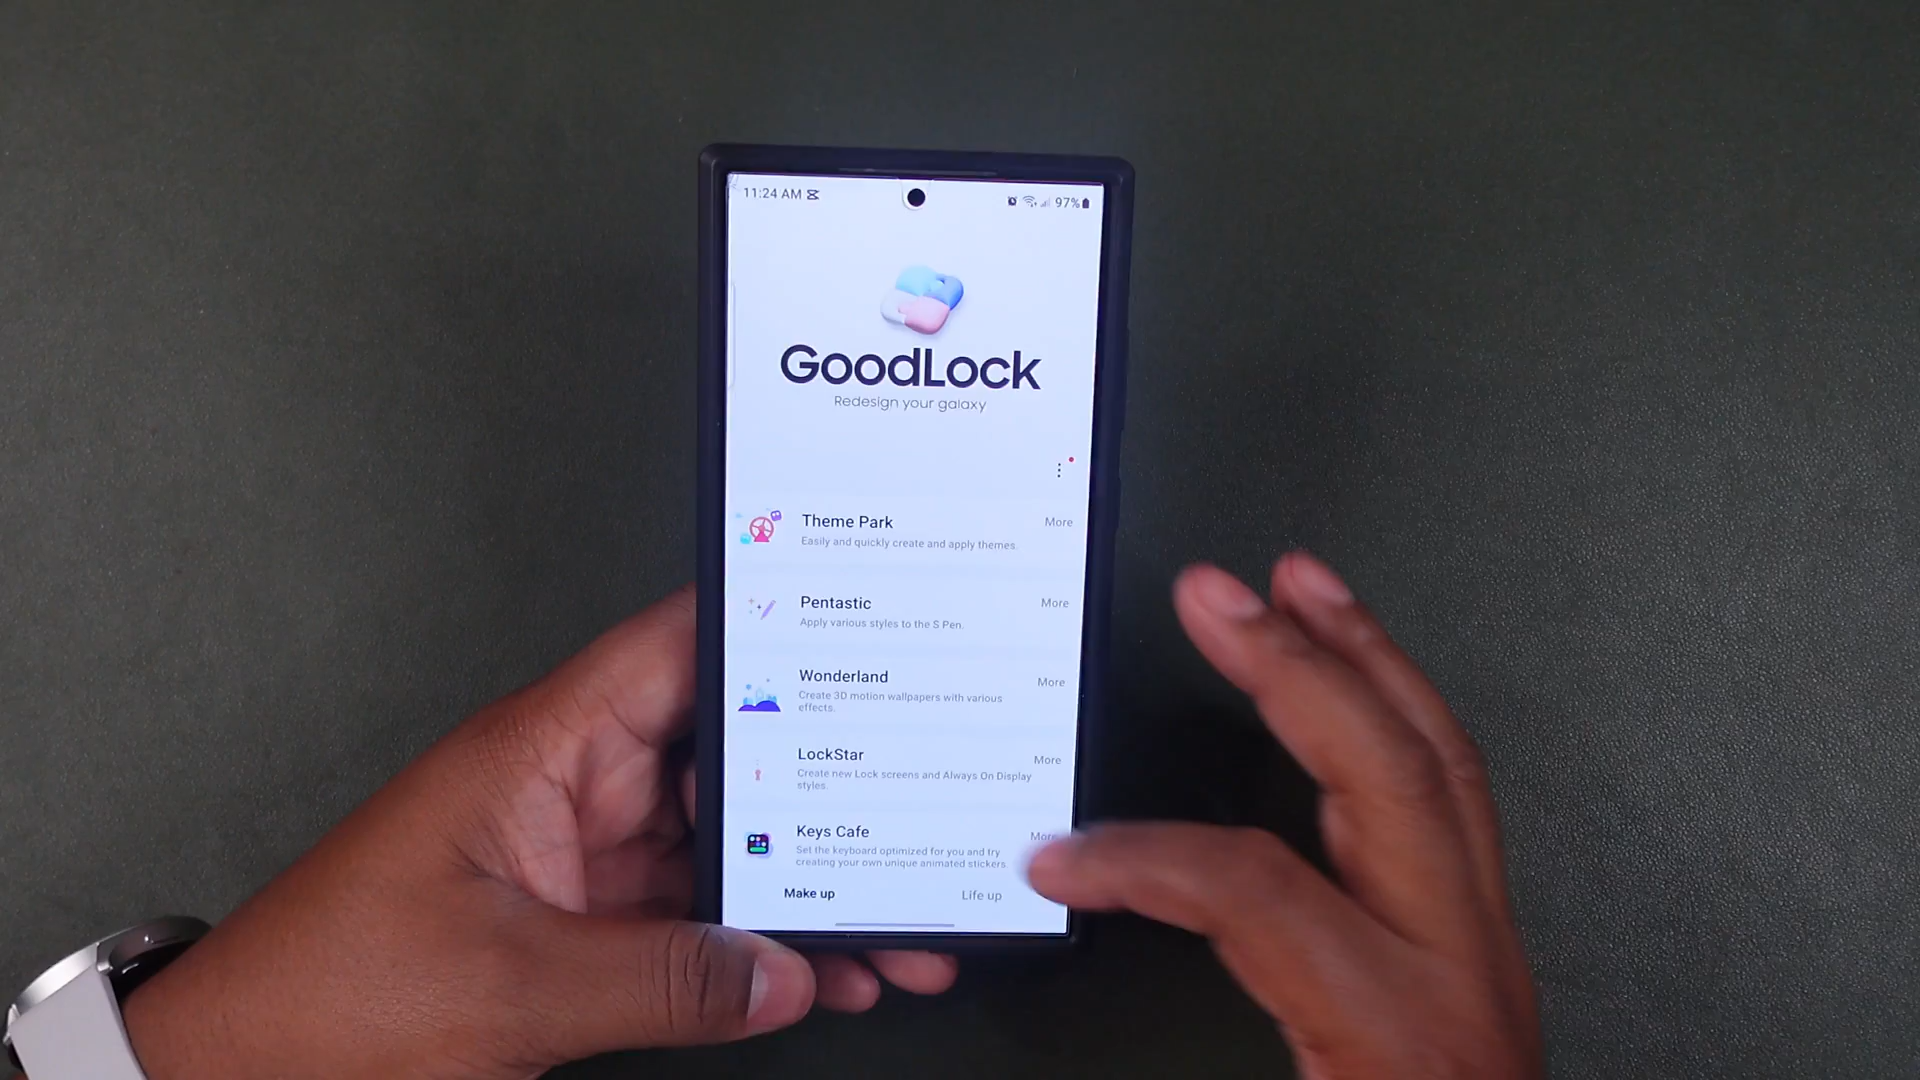 11:24 AM
97%
GoodLock
Redesign your galaxy
Theme Park
More
Easily and quickly create and apply themes.
Pentastic
More
Apply various styles to the S Pen.
Wonderland
More
Create 3D motion wallpapers with various
effects.
LockStar
More
Create new Lock screens and Always On Display
styles.
Keys Cafe
More
Set the keyboard optimized for you and try
creating your own unique animated stickers.
Make up
Life up